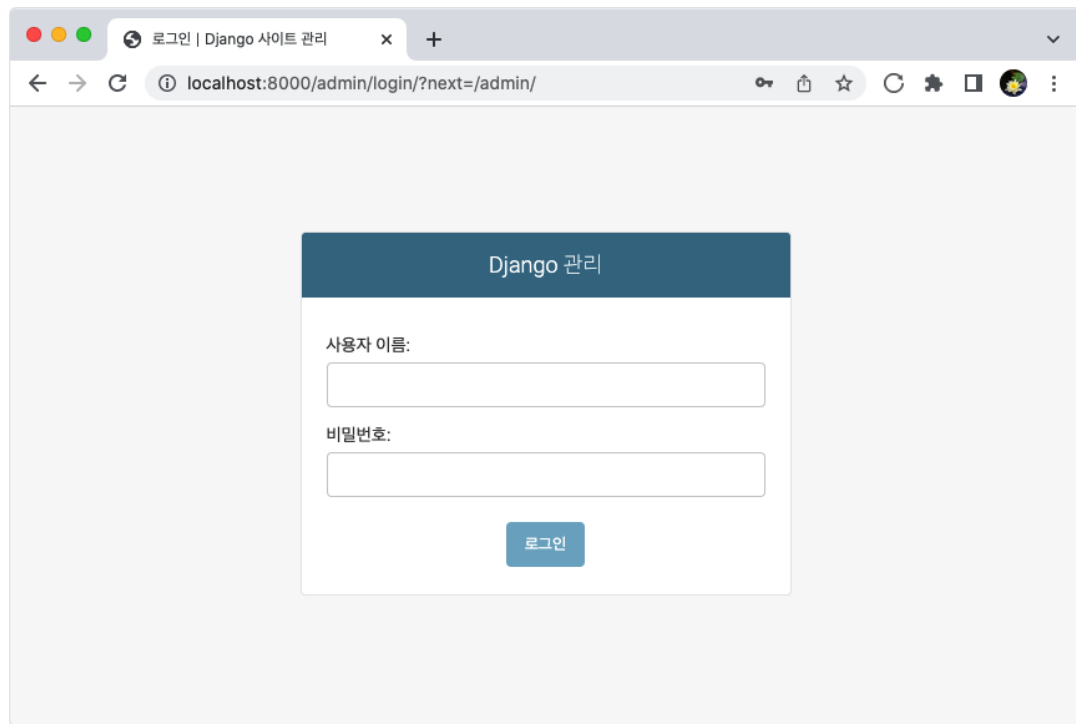 로그인 | Django 사이트 관리
localhost:8000/admin/login/?next=/admin/
Django 관리
사용자 이름:
비밀번호:
로그인